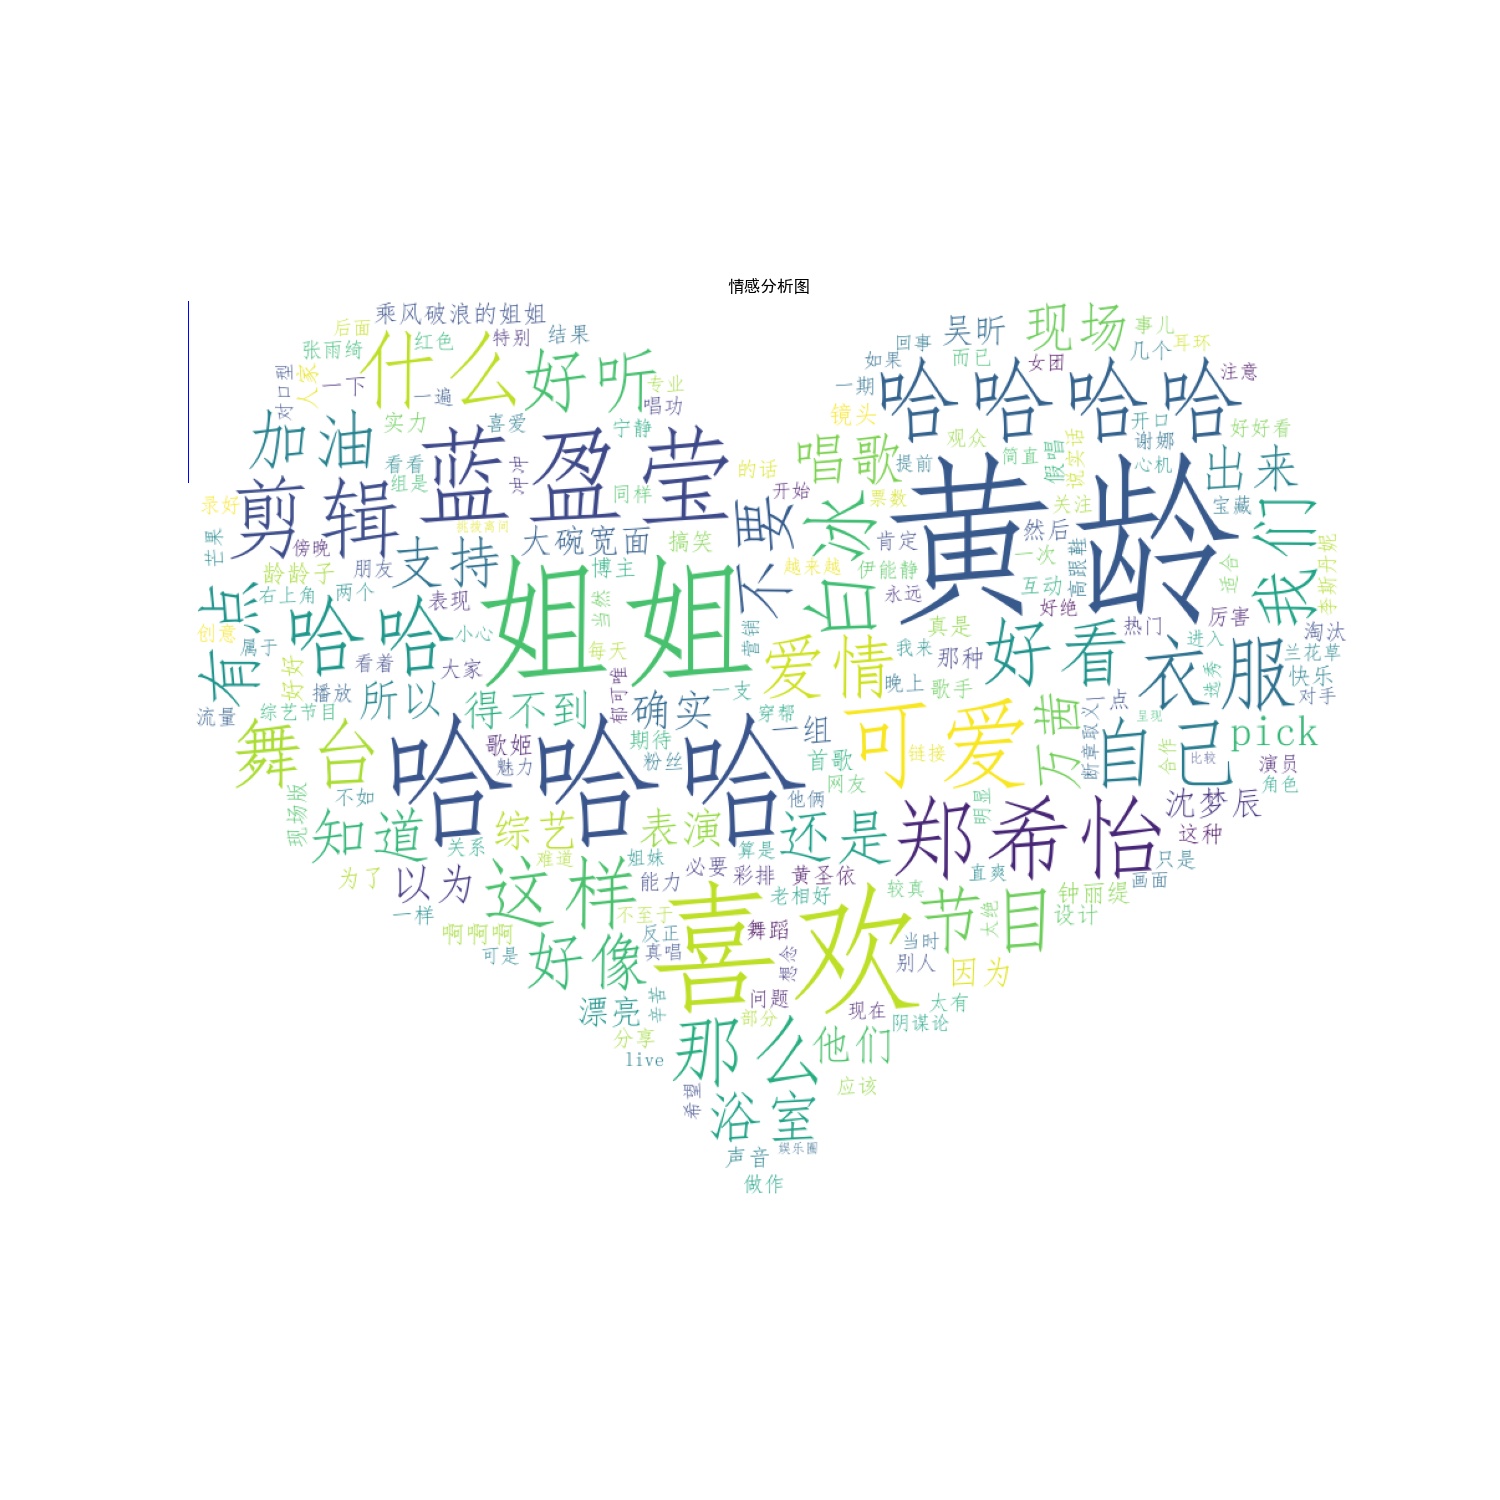 情感分析图
乘风破浪的姐姐
后面
张雨绮
什么
红色
特别
结果
吴昕
现场
事儿
耳环
回事
如果
而已
女团
几个
对口型
人家
一下
一遍
好听
专业
唱功
一期
哈哈哈哈
注意
镜头
加油
实力
喜爱
宁静
观众
开口
谢娜
好好看
蓝盈莹
看看
组是
冲冲
同样
的话
唱歌
提前
简直
假唱
说实话
心机
出来
剪辑
录好
开始
票数
黄龄
关注
宝藏
我们
芒果
傍晚
挑拨离间
大碗宽面
搞笑
不要
白冰
肯定
然后
高跟鞋
李斯丹妮
龄龄子
朋友
支持
博主
越来越
伊能静
一次
互动
适合
有点
右上角
两个
表现
姐姐
当然
永远
好绝
厉害
创意
属于
哈哈
小心
营销
真是
热门
淘汰
好好
看着
大家
每天
爱情
我来
那种
好看
进入
兰花草
播放
郁可唯
晚上
歌手
衣服
选秀
快乐
对手
流量
综艺节目
所以
得不到
确实
一支
穿帮
可爱
万茜
一点
断章取义
呈现
舞台
哈哈哈
歌姬
魅力
期待
粉丝
一组
首歌
链接
自己
合作
比较
pick
演员
角色
现场版
不如
网友
他俩
明显
沈梦辰
知道
关系
综艺
难道
表演
姐妹
算是
还是
郑希怡
这种
只是
画面
为了
以为
这样
能力
必要
彩排
黄圣依
老相好
直爽
较真
钟丽缇
一样
不至于
喜欢
节目
大绝
设计
啊啊啊
可是
好像
反正
真唱
舞蹈
想念
当时
别人
因为
漂亮
辛苦
问题
现在
太有
分享
部分
阴谋论
live
那么
他们
希望
应该
浴室
声音
娱乐圈
做作